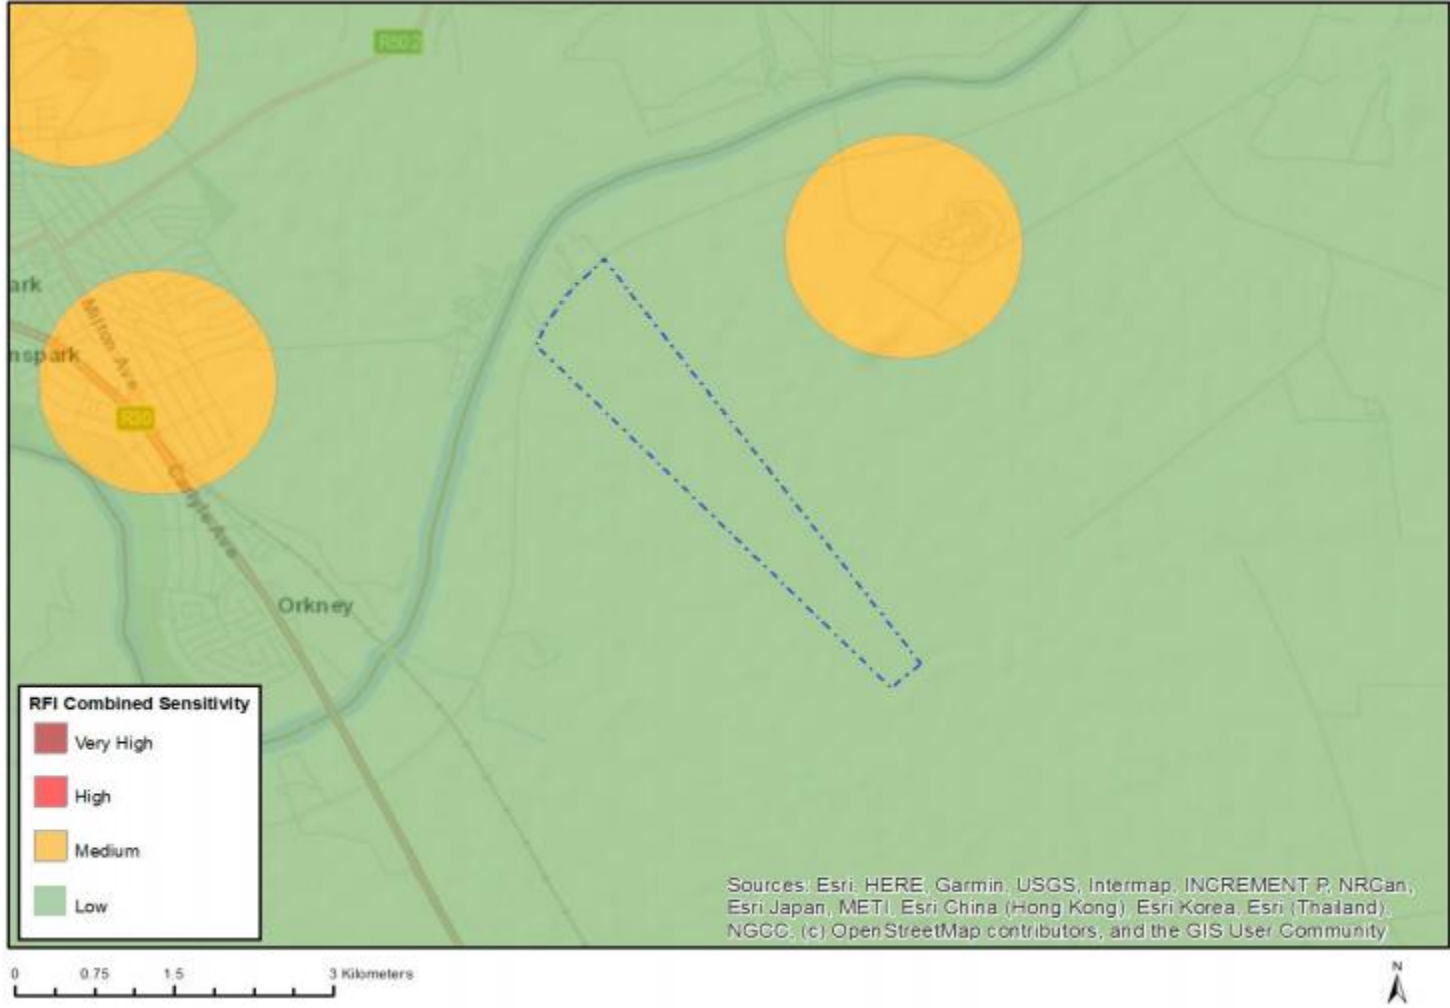 R502
ark
Milton Ave
nspark
R30
Carlyle Ave
Orkney
RFI Combined Sensitivity
Very High
High
Medium
Low
Sources: Esri, HERE, Garmin, USGS, Intermap, INCREMENT P, NRCan,
Esri Japan, METI, Esri China (Hong Kong), Esri Korea, Esri (Thailand),
NGCC, (c) OpenStreetMap contributors, and the GIS User Community
0 0.75 1.5 3 Kilometers
N